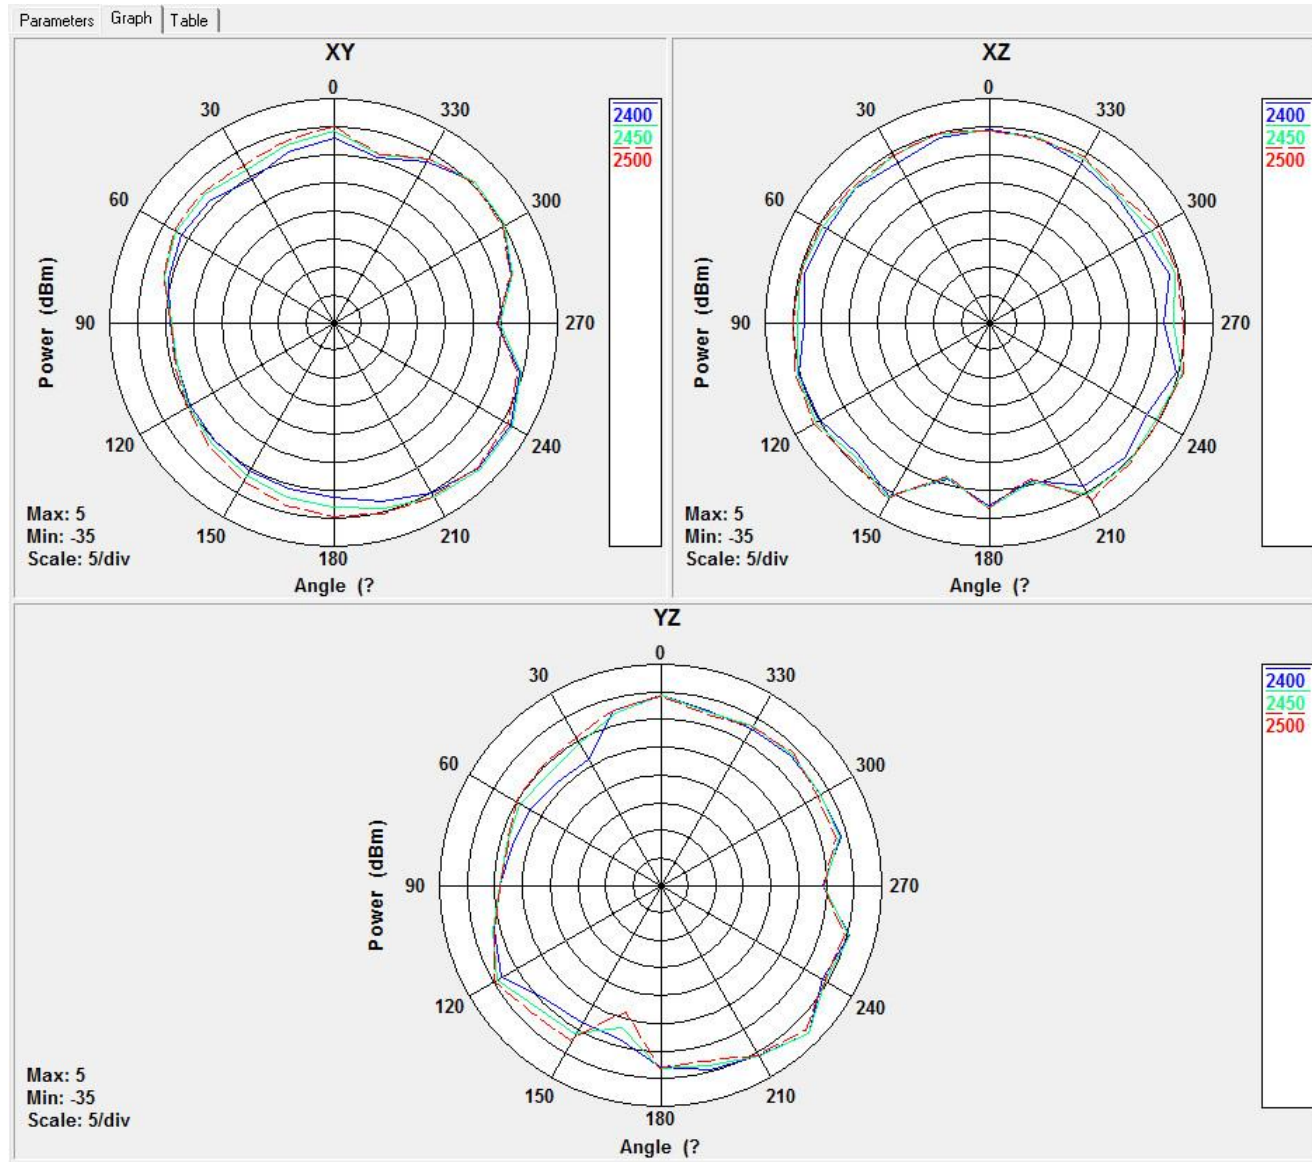 Parameters Graph Table
XY
0
30 330
60 300
90 270
120 240
150 210
180
Power (dBm)
Angle (?
Max: 5
Min: -35
Scale: 5/div
2400
2450
2500
XZ
0
30 330
60 300
90 270
120 240
150 210
180
Power (dBm)
Angle (?
Max: 5
Min: -35
Scale: 5/div
2400
2450
2500
YZ
0
30 330
60 300
90 270
120 240
150 210
180
Power (dBm)
Angle (?
Max: 5
Min: -35
Scale: 5/div
2400
2450
2500